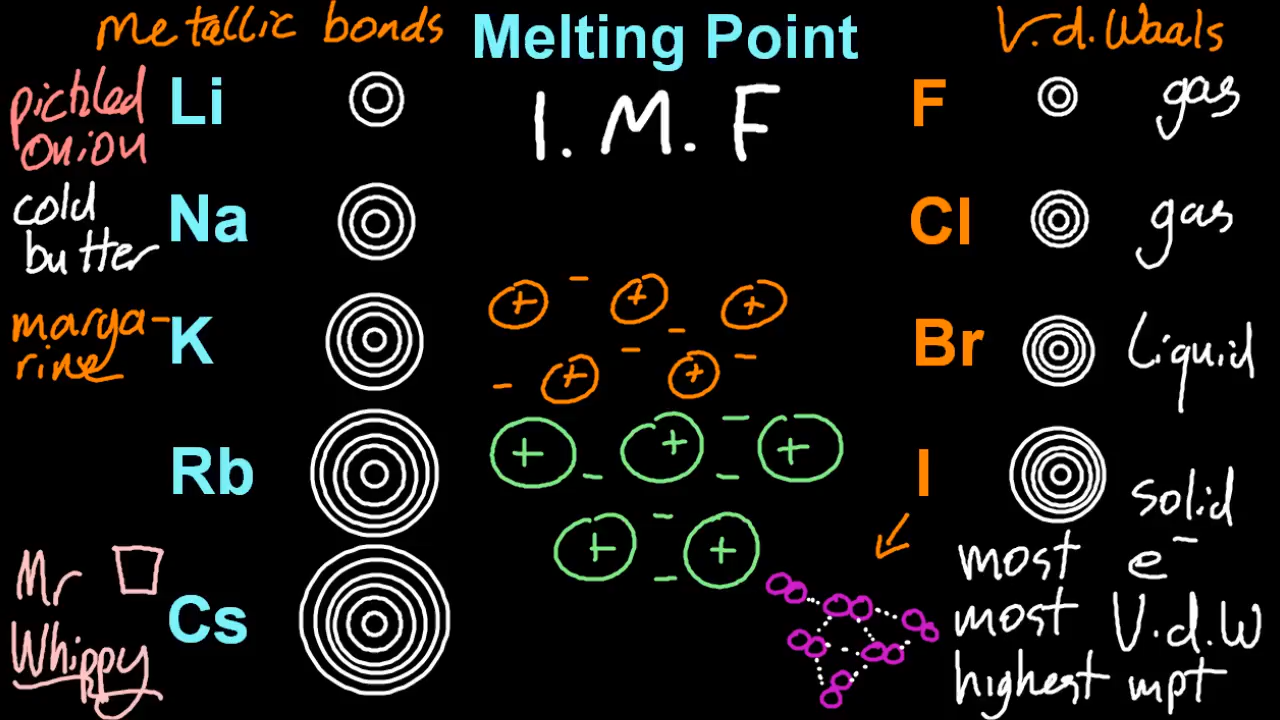 metallic bonds
Melting Point
V.d.Waals
I.M.F
pickled
onion
Li
F
gas
cold
butter
Na
Cl
gas
marga-
rine
K
Br
liquid
Rb
I
solid
Mr
Whippy
Cs
most e⁻
most V.d.W
highest mpt
+ - + +
- + - + -
+ - + - +
- + - +